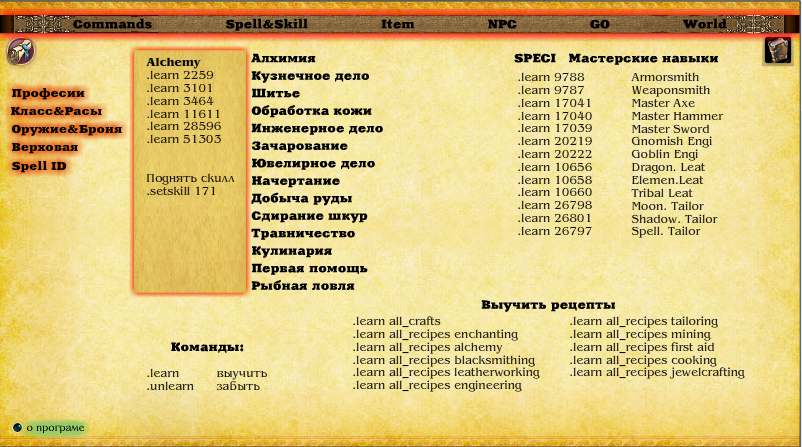 Commands Spell&Skill Item NPC GO World
Професии
Класс&Расы
Оружие&Броня
Верховая
Spell ID
Alchemy
.learn 2259
.learn 3101
.learn 3464
.learn 11611
.learn 28596
.learn 51303
Поднять скилл
.setskill 171
Алхимия
Кузнечное дело
Шитье
Обработка кожи
Инженерное дело
Зачарование
Ювелирное дело
Начертание
Добыча руды
Сдирание шкур
Травничество
Кулинария
Первая помощь
Рыбная ловля
SPECI Мастерские навыки
.learn 9788 Armorsmith
.learn 9787 Weaponsmith
.learn 17041 Master Axe
.learn 17040 Master Hammer
.learn 17039 Master Sword
.learn 20219 Gnomish Engi
.learn 20222 Goblin Engi
.learn 10656 Dragon. Leat
.learn 10658 Elemen.Leat
.learn 10660 Tribal Leat
.learn 26798 Moon. Tailor
.learn 26801 Shadow. Tailor
.learn 26797 Spell. Tailor
Команды:
.learn выучить
.unlearn забыть
Выучить рецепты
.learn all_crafts
.learn all_recipes enchanting
.learn all_recipes alchemy
.learn all_recipes blacksmithing
.learn all_recipes leatherworking
.learn all_recipes engineering
.learn all_recipes tailoring
.learn all_recipes mining
.learn all_recipes first aid
.learn all_recipes cooking
.learn all_recipes jewelcrafting
о програме